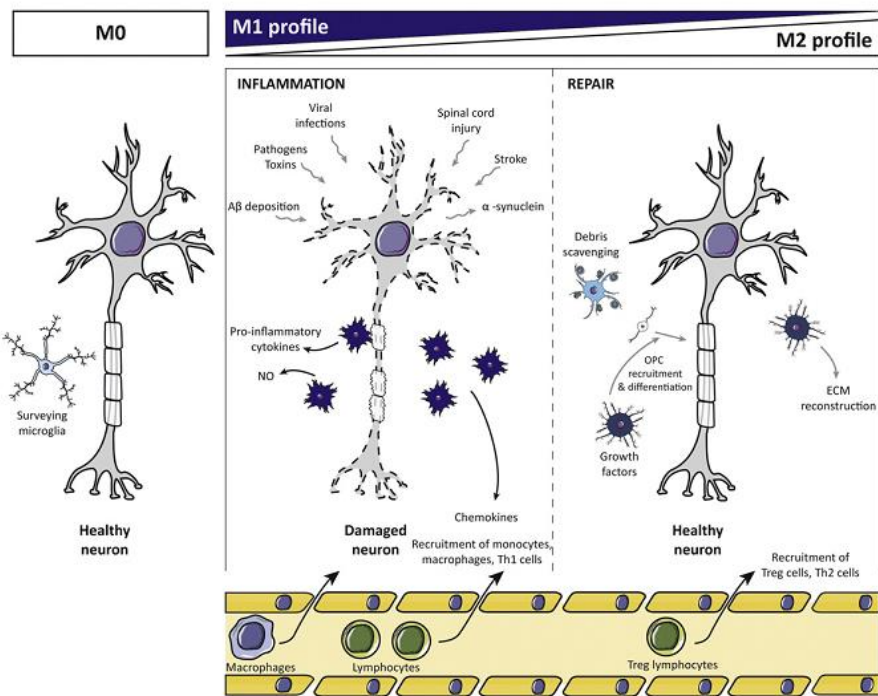 M0
M1 profile
M2 profile
INFLAMMATION
REPAIR
Viral
infections
Spinal cord
injury
Pathogens
Toxins
Stroke
Aβ deposition
α -synuclein
Debris
scavenging
Pro-inflammatory
cytokines
NO
Surveying
microglia
OPC
recruitment
& differentiation
ECM
reconstruction
Growth
factors
Chemokines
Healthy
neuron
Damaged
neuron
Recruitment of monocytes,
macrophages, Th1 cells
Healthy
neuron
Recruitment of
Treg cells, Th2 cells
Macrophages
Lymphocytes
Treg lymphocytes